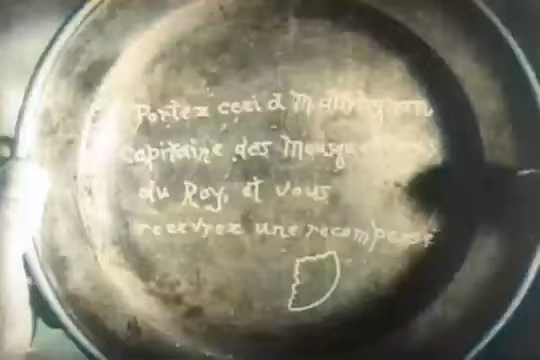 Portez ceci à
Capitaine des
du Roy, et vous
recevrez une recompense